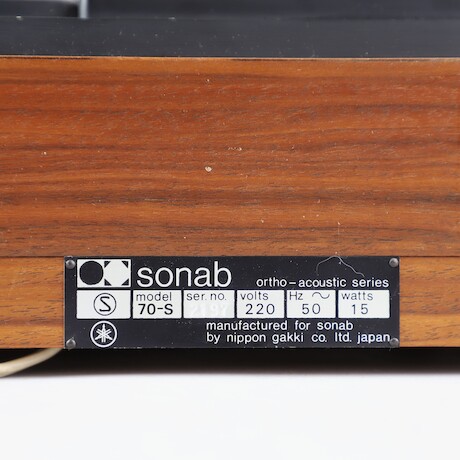 sonab
ortho-acoustic series
S model ser. no. volts Hz ~ watts
70-S 220 50 15
manufactured for sonab
by nippon gakki co. ltd. japan